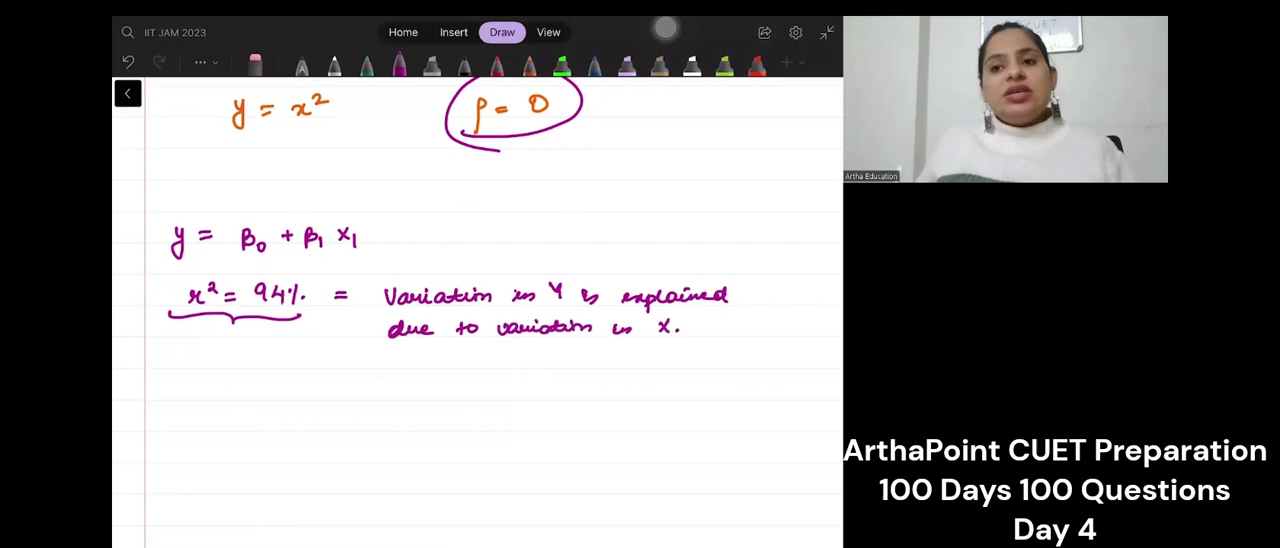 IIT JAM 2023
Home Insert Draw View
y = x²
ρ = 0
y = β₀ + β₁ x₁
r² = 94% = Variation in Y is explained
due to variation in X.
Artha Education
ArthaPoint CUET Preparation
100 Days 100 Questions
Day 4